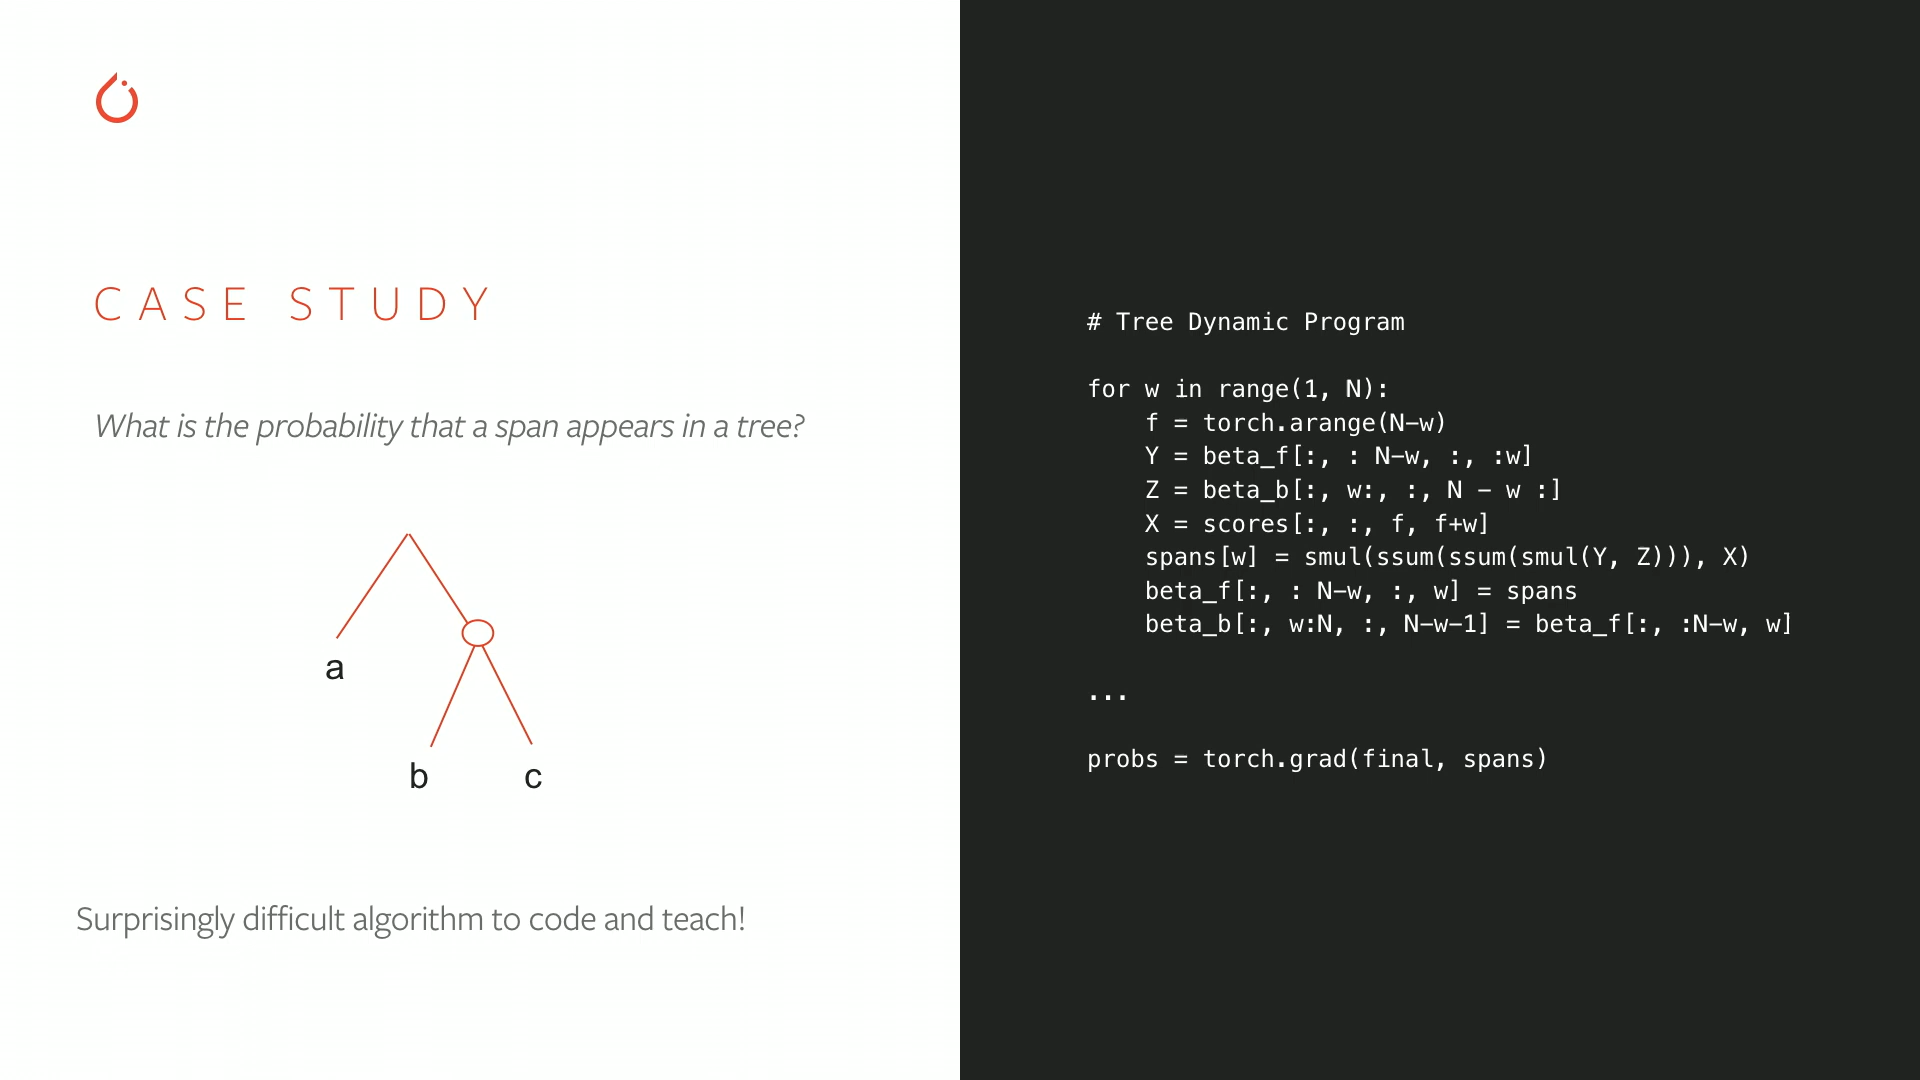 CASE STUDY
What is the probability that a span appears in a tree?
a
b c
Surprisingly difficult algorithm to code and teach!
# Tree Dynamic Program
for w in range(1, N):
    f = torch.arange(N-w)
    Y = beta_f[:, : N-w, :, :w]
    Z = beta_b[:, w:, :, N - w :]
    X = scores[:, :, f, f+w]
    spans[w] = smul(ssum(ssum(smul(Y, Z))), X)
    beta_f[:, : N-w, :, w] = spans
    beta_b[:, w:N, :, N-w-1] = beta_f[:, :N-w, w]
...
probs = torch.grad(final, spans)